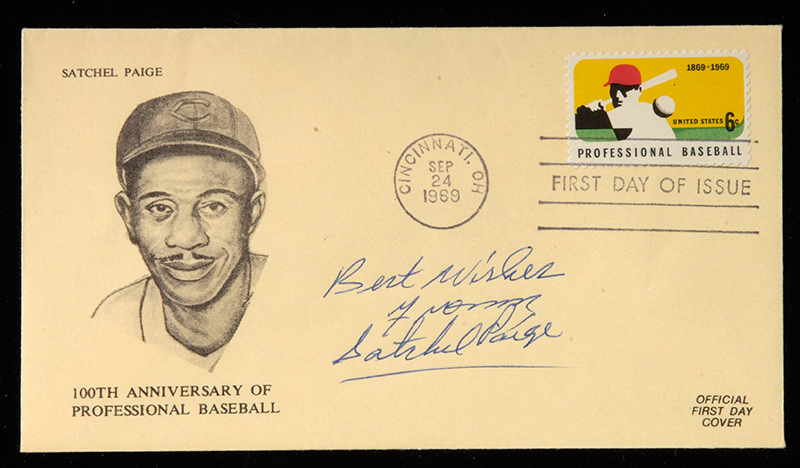 SATCHEL PAIGE
C
1869-1969
UNITED STATES 6c
PROFESSIONAL BASEBALL
CINCINNATI, OH
SEP
24
1969
FIRST DAY OF ISSUE
Best Wishes
From
Satchel Paige
100TH ANNIVERSARY OF
PROFESSIONAL BASEBALL
OFFICIAL
FIRST DAY
COVER